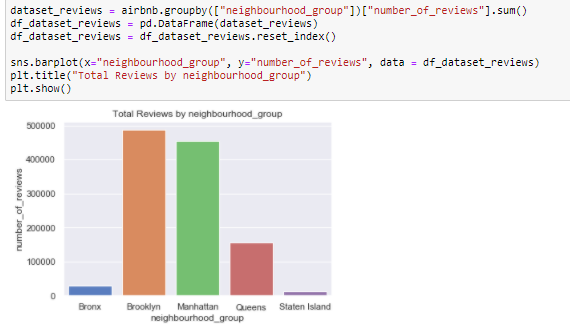 dataset_reviews = airbnb.groupby(["neighbourhood_group"])["number_of_reviews"].sum()
df_dataset_reviews = pd.DataFrame(dataset_reviews)
df_dataset_reviews = df_dataset_reviews.reset_index()
sns.barplot(x="neighbourhood_group", y="number_of_reviews", data = df_dataset_reviews)
plt.title("Total Reviews by neighbourhood_group")
plt.show()
Total Reviews by neighbourhood_group
500000
400000
300000
200000
100000
0
number_of_reviews
Bronx Brooklyn Manhattan Queens Staten Island
neighbourhood_group